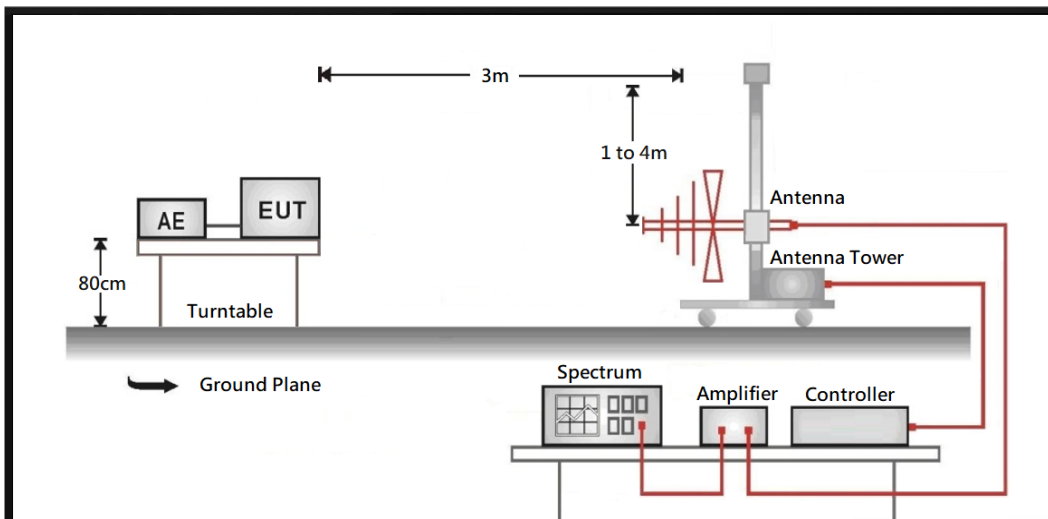 3m
1 to 4m
Antenna
AE
EUT
Antenna Tower
80cm
Turntable
Ground Plane
Spectrum
Amplifier
Controller